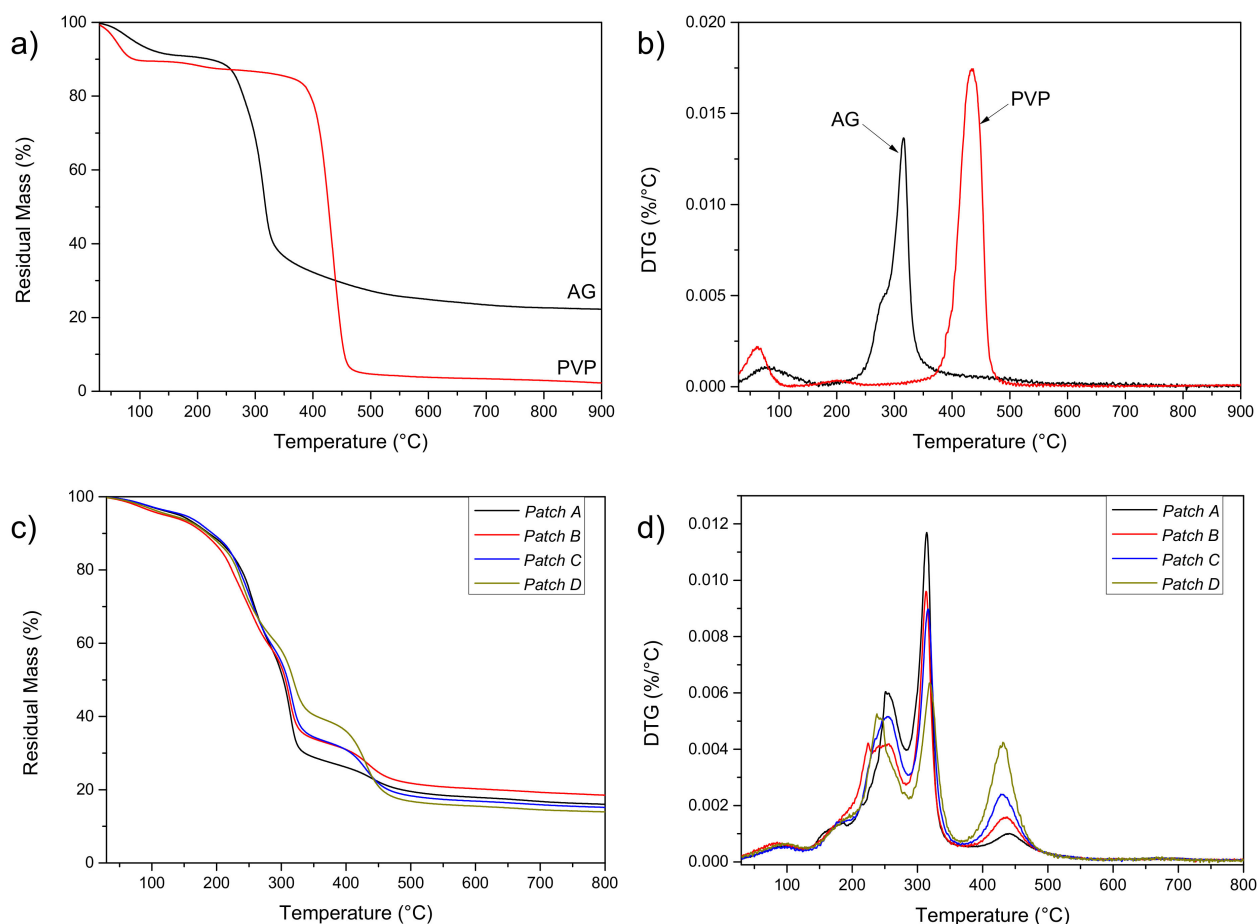 a)
100
80
60
40
20
0
Residual Mass (%)
AG
PVP
100 200 300 400 500 600 700 800 900
Temperature (°C)
b)
0.020
0.015
0.010
0.005
0.000
DTG (%/°C)
PVP
AG
100 200 300 400 500 600 700 800 900
Temperature (°C)
c)
100
80
60
40
20
0
Residual Mass (%)
Patch A
Patch B
Patch C
Patch D
100 200 300 400 500 600 700 800
Temperature (°C)
d)
0.012
0.010
0.008
0.006
0.004
0.002
0.000
DTG (%/°C)
Patch A
Patch B
Patch C
Patch D
100 200 300 400 500 600 700 800
Temperature (°C)